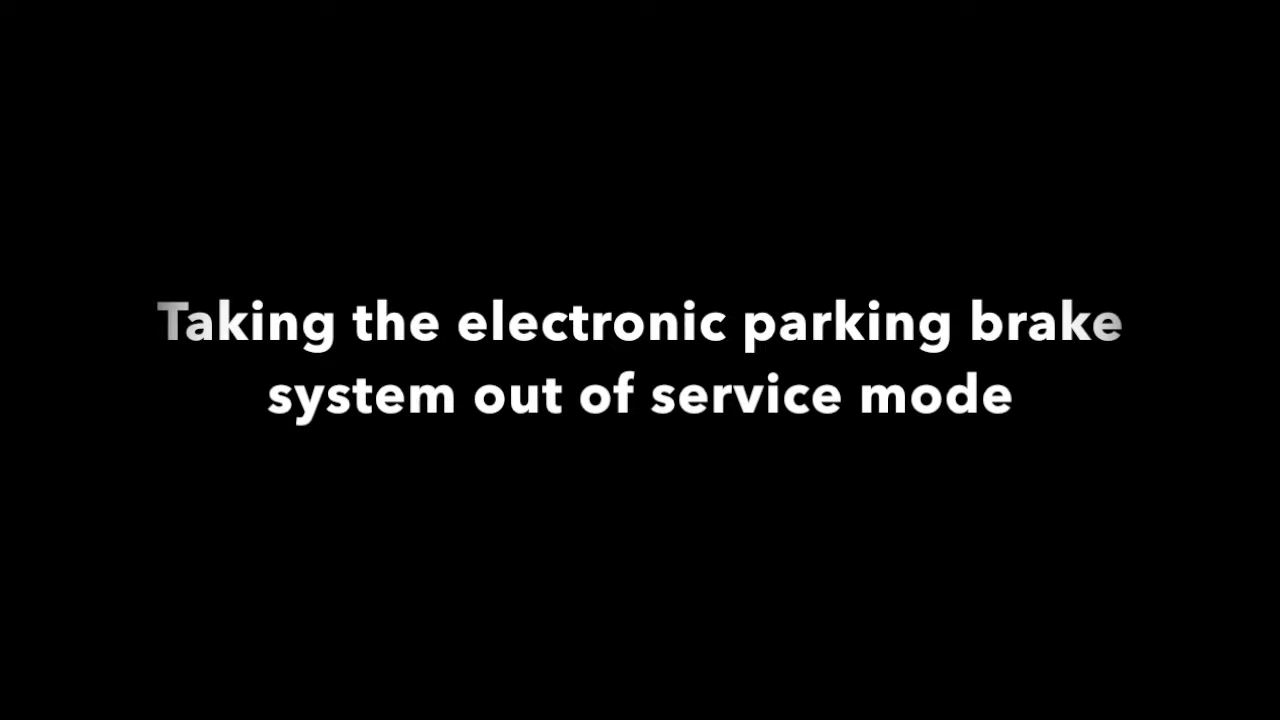 Taking the electronic parking brake
system out of service mode